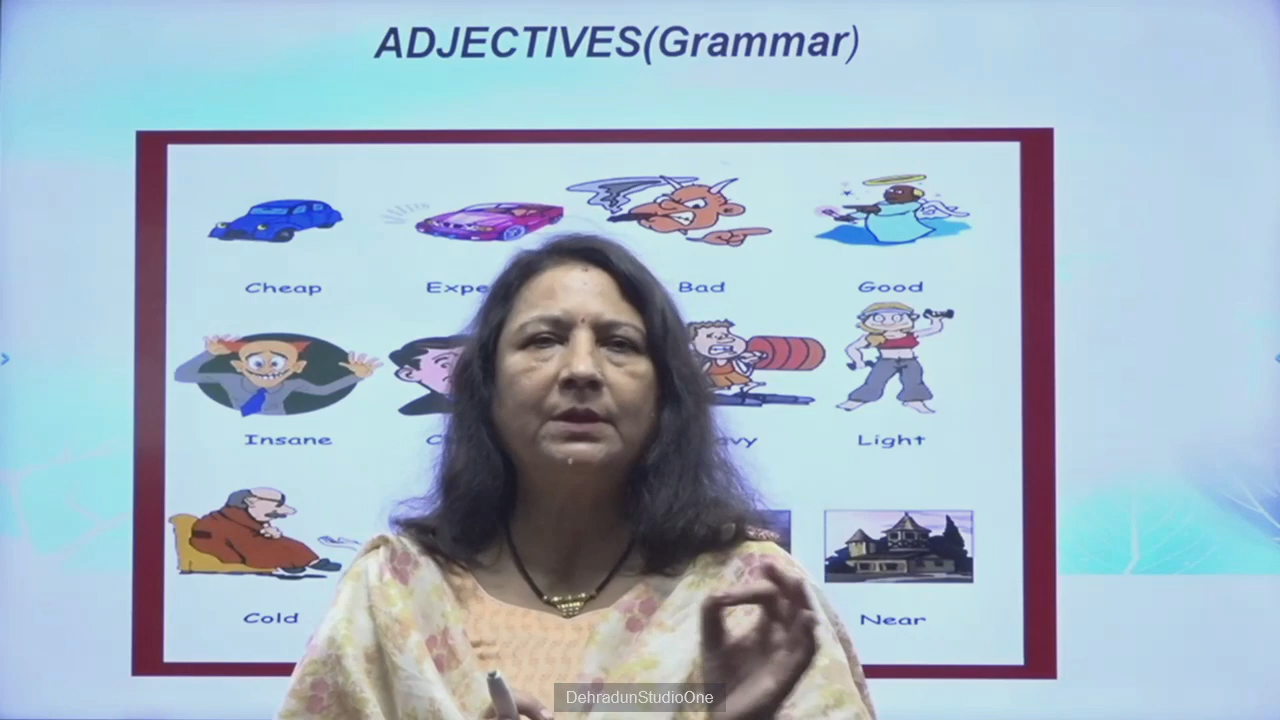 ADJECTIVES(Grammar)
Cheap
Bad
Good
Insane
Light
Cold
Near
DehradunStudioOne